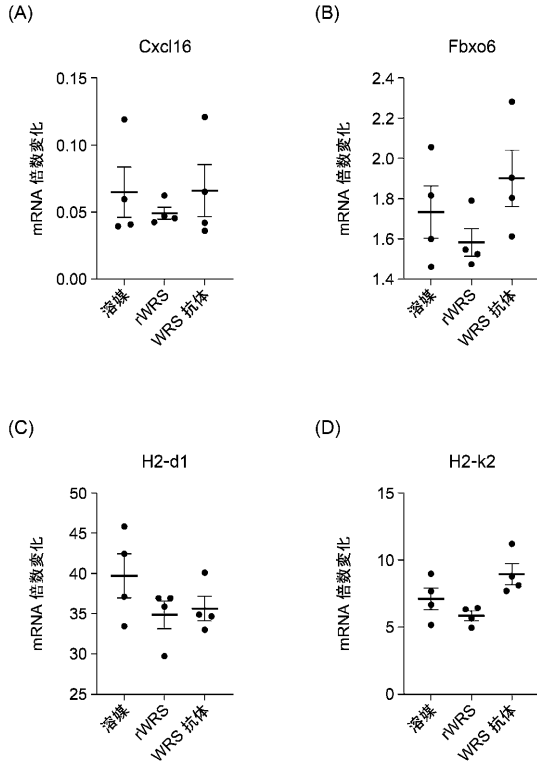 (A)
Cxcl16
mRNA 倍数変化
0.15
0.10
0.05
0.00
溶媒
rWRS
WRS 抗体
(B)
Fbxo6
mRNA 倍数変化
2.4
2.2
2.0
1.8
1.6
1.4
溶媒
rWRS
WRS 抗体
(C)
H2-d1
mRNA 倍数変化
50
45
40
35
30
25
溶媒
rWRS
WRS 抗体
(D)
H2-k2
mRNA 倍数変化
15
10
5
0
溶媒
rWRS
WRS 抗体